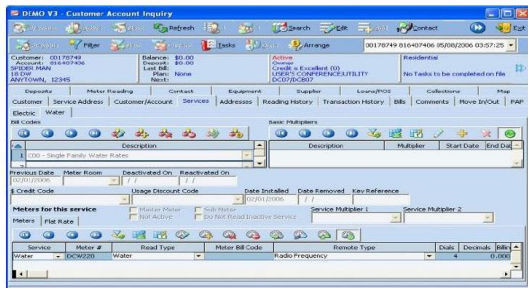 DEMO V3 - Customer Account Inquiry
Refresh Search Edit Contact Exit
Filter Tasks Arrange 00178749 816407406 05/08/2006 03:57:25
Customer: 00178749 Balance: $0.00 Active Residential
Account: 816407406 Deposit: $0.00 Owner
SPIDER MAN Last Bill: Credit = Excellent (0)
18 DW Plan: None USER'S CONFERENCE/UTILITY No Tasks to be completed on file
ANYTOWN, 12345 Next: DC07/DCB07
Deposits Meter Reading Contact Equipment Supplier Loans/POS Collections Map
Customer Service Address Customer/Account Services Addresses Reading History Transaction History Bills Comments Move In/Out PAP
Electric Water
Bill Codes Basic Multipliers
Description Description Multiplier Start Date End Dat
1 C00 - Single Family Water Rates
Previous Date Meter Room Deactivated On Reactivated On
02/01/2006 / / / /
$ Credit Code Usage Discount Code Date Installed Date Removed Key Reference
02/01/2006 / /
Meters for this service Master Meter Sub Meter Service Multiplier 1 Service Multiplier 2
Not Active Do Not Read Inactive Service
Meters Flat Rate
Service Meter # Read Type Meter Bill Code Remote Type Dials Decimals Billin
Water DCW220 Water Radio Frequency 4 0.000